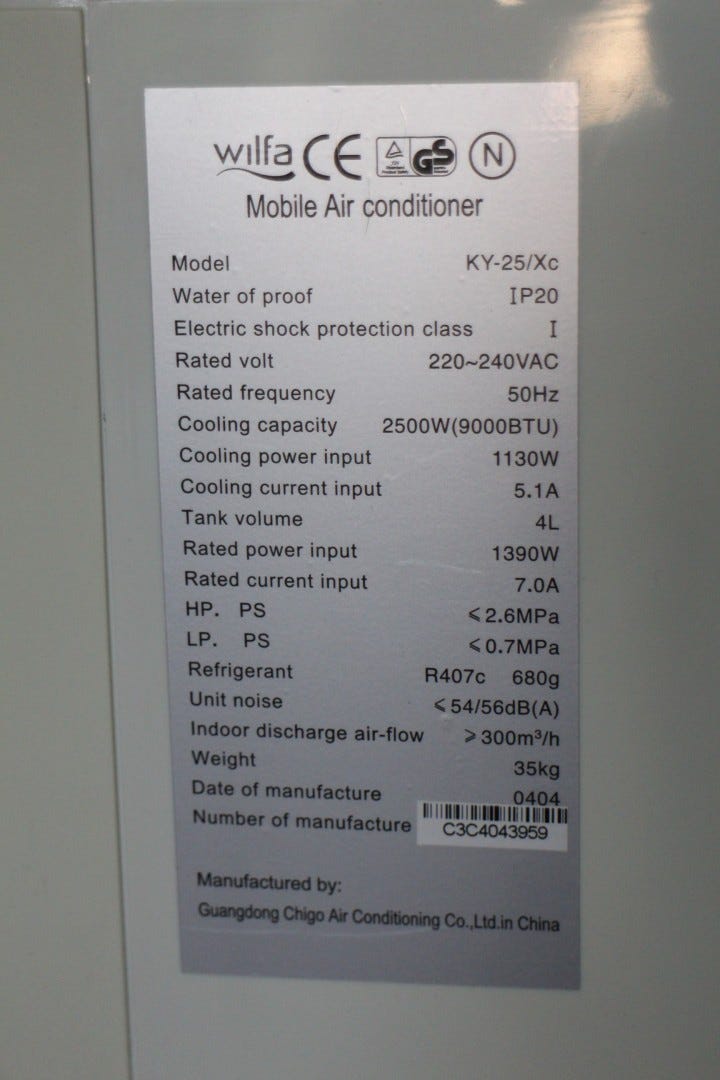 wilfa CE GS N
Mobile Air conditioner
Model KY-25/Xc
Water of proof IP20
Electric shock protection class I
Rated volt 220~240VAC
Rated frequency 50Hz
Cooling capacity 2500W(9000BTU)
Cooling power input 1130W
Cooling current input 5.1A
Tank volume 4L
Rated power input 1390W
Rated current input 7.0A
HP. PS ⩽2.6MPa
LP. PS ⩽0.7MPa
Refrigerant R407c 680g
Unit noise ⩽54/56dB(A)
Indoor discharge air-flow ⩾300m³/h
Weight 35kg
Date of manufacture 0404
Number of manufacture C3C4043959
Manufactured by:
Guangdong Chigo Air Conditioning Co.,Ltd.in China